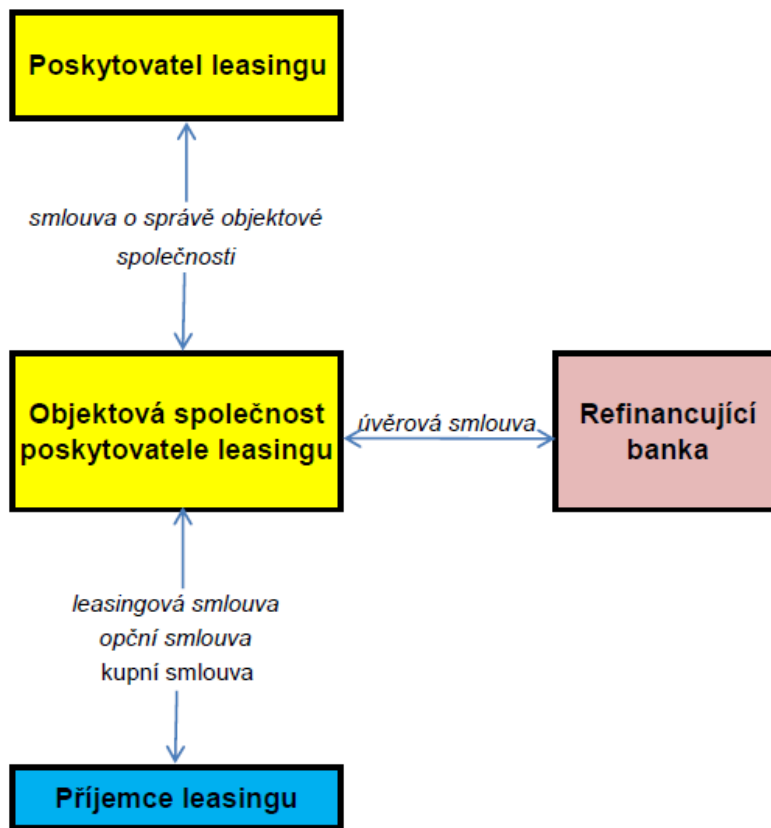 Poskytovatel leasingu
smlouva o správě objektové
společnosti
Objektová společnost
poskytovatele leasingu
úvěrová smlouva
Refinancující
banka
leasingová smlouva
opční smlouva
kupní smlouva
Příjemce leasingu